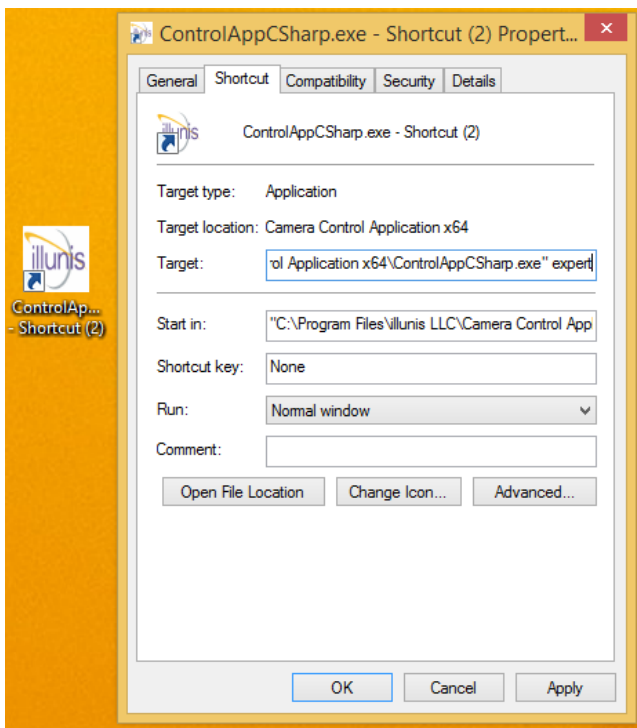 ControlAppCSharp.exe - Shortcut (2) Propert...
General Shortcut Compatibility Security Details
illunis
ControlAppCSharp.exe - Shortcut (2)
Target type: Application
Target location: Camera Control Application x64
Target: rol Application x64\ControlAppCSharp.exe" expert
Start in: "C:\Program Files\illunis LLC\Camera Control App
Shortcut key: None
Run: Normal window
Comment:
Open File Location Change Icon... Advanced...
OK Cancel Apply
illunis
ControlAp...
- Shortcut (2)